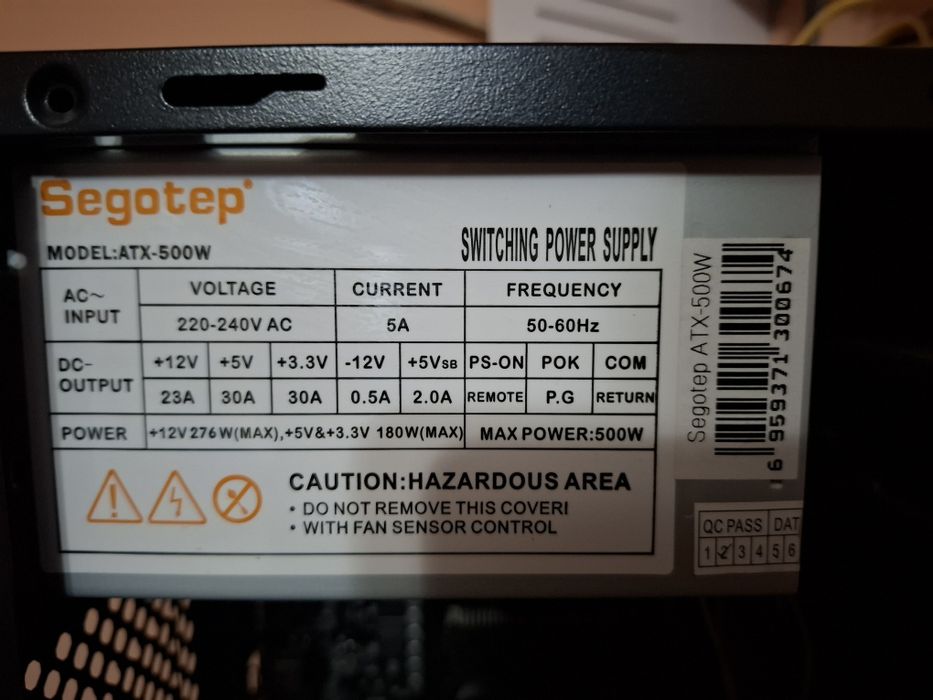 Segotep®
MODEL:ATX-500W
SWITCHING POWER SUPPLY
AC~ INPUT
VOLTAGE CURRENT FREQUENCY
220-240V AC 5A 50-60Hz
DC- OUTPUT
+12V +5V +3.3V -12V +5VSB PS-ON POK COM
23A 30A 30A 0.5A 2.0A REMOTE P.G RETURN
POWER +12V 276W(MAX),+5V&+3.3V 180W(MAX) MAX POWER:500W
CAUTION:HAZARDOUS AREA
• DO NOT REMOVE THIS COVERI
• WITH FAN SENSOR CONTROL
Segotep ATX-500W
6 959371 300674
QC PASS DAT
1 2 3 4 5 6